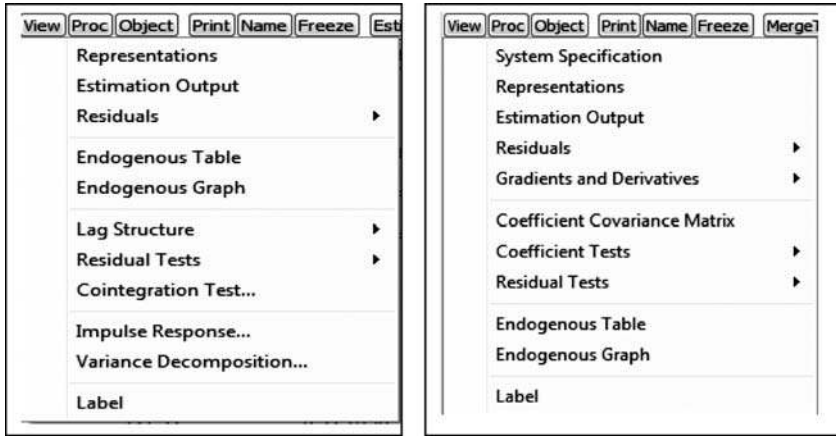 View Proc Object Print Name Freeze
Representations
Estimation Output
Residuals
Endogenous Table
Endogenous Graph
Lag Structure
Residual Tests
Cointegration Test...
Impulse Response...
Variance Decomposition...
Label
View Proc Object Print Name Freeze
System Specification
Representations
Estimation Output
Residuals
Gradients and Derivatives
Coefficient Covariance Matrix
Coefficient Tests
Residual Tests
Endogenous Table
Endogenous Graph
Label